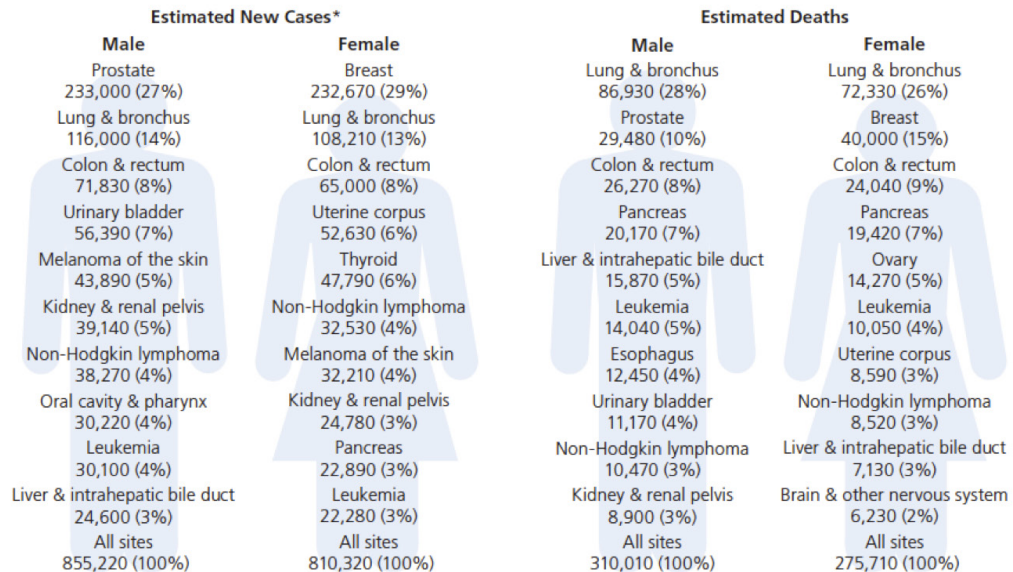 Estimated New Cases*
Male
Prostate
233,000 (27%)
Lung & bronchus
116,000 (14%)
Colon & rectum
71,830 (8%)
Urinary bladder
56,390 (7%)
Melanoma of the skin
43,890 (5%)
Kidney & renal pelvis
39,140 (5%)
Non-Hodgkin lymphoma
38,270 (4%)
Oral cavity & pharynx
30,220 (4%)
Leukemia
30,100 (4%)
Liver & intrahepatic bile duct
24,600 (3%)
All sites
855,220 (100%)
Female
Breast
232,670 (29%)
Lung & bronchus
108,210 (13%)
Colon & rectum
65,000 (8%)
Uterine corpus
52,630 (6%)
Thyroid
47,790 (6%)
Non-Hodgkin lymphoma
32,530 (4%)
Melanoma of the skin
32,210 (4%)
Kidney & renal pelvis
24,780 (3%)
Pancreas
22,890 (3%)
Leukemia
22,280 (3%)
All sites
810,320 (100%)
Estimated Deaths
Male
Lung & bronchus
86,930 (28%)
Prostate
29,480 (10%)
Colon & rectum
26,270 (8%)
Pancreas
20,170 (7%)
Liver & intrahepatic bile duct
15,870 (5%)
Leukemia
14,040 (5%)
Esophagus
12,450 (4%)
Urinary bladder
11,170 (4%)
Non-Hodgkin lymphoma
10,470 (3%)
Kidney & renal pelvis
8,900 (3%)
All sites
310,010 (100%)
Female
Lung & bronchus
72,330 (26%)
Breast
40,000 (15%)
Colon & rectum
24,040 (9%)
Pancreas
19,420 (7%)
Ovary
14,270 (5%)
Leukemia
10,050 (4%)
Uterine corpus
8,590 (3%)
Non-Hodgkin lymphoma
8,520 (3%)
Liver & intrahepatic bile duct
7,130 (3%)
Brain & other nervous system
6,230 (2%)
All sites
275,710 (100%)